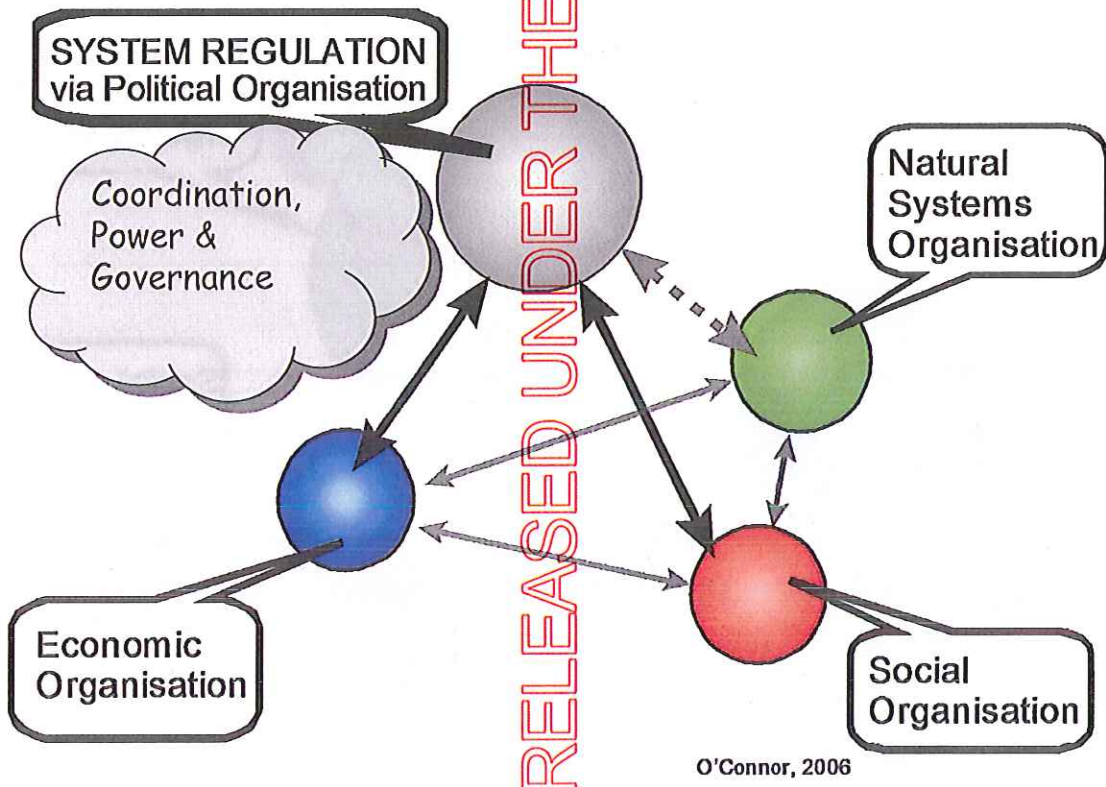 SYSTEM REGULATION
via Political Organisation
Coordination,
Power &
Governance
Natural
Systems
Organisation
Economic
Organisation
Social
Organisation
O'Connor, 2006
RELEASED UNDER THE